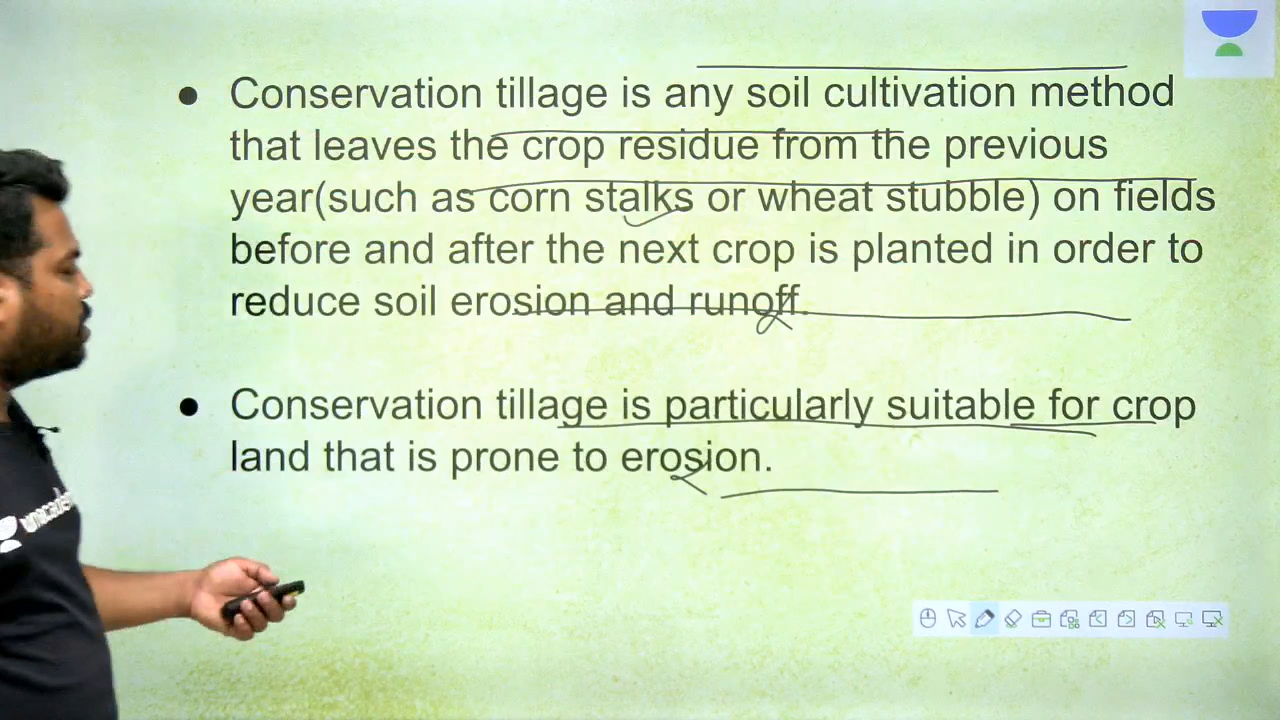 ● Conservation tillage is any soil cultivation method
that leaves the crop residue from the previous
year(such as corn stalks or wheat stubble) on fields
before and after the next crop is planted in order to
reduce soil erosion and runoff.
● Conservation tillage is particularly suitable for crop
land that is prone to erosion.